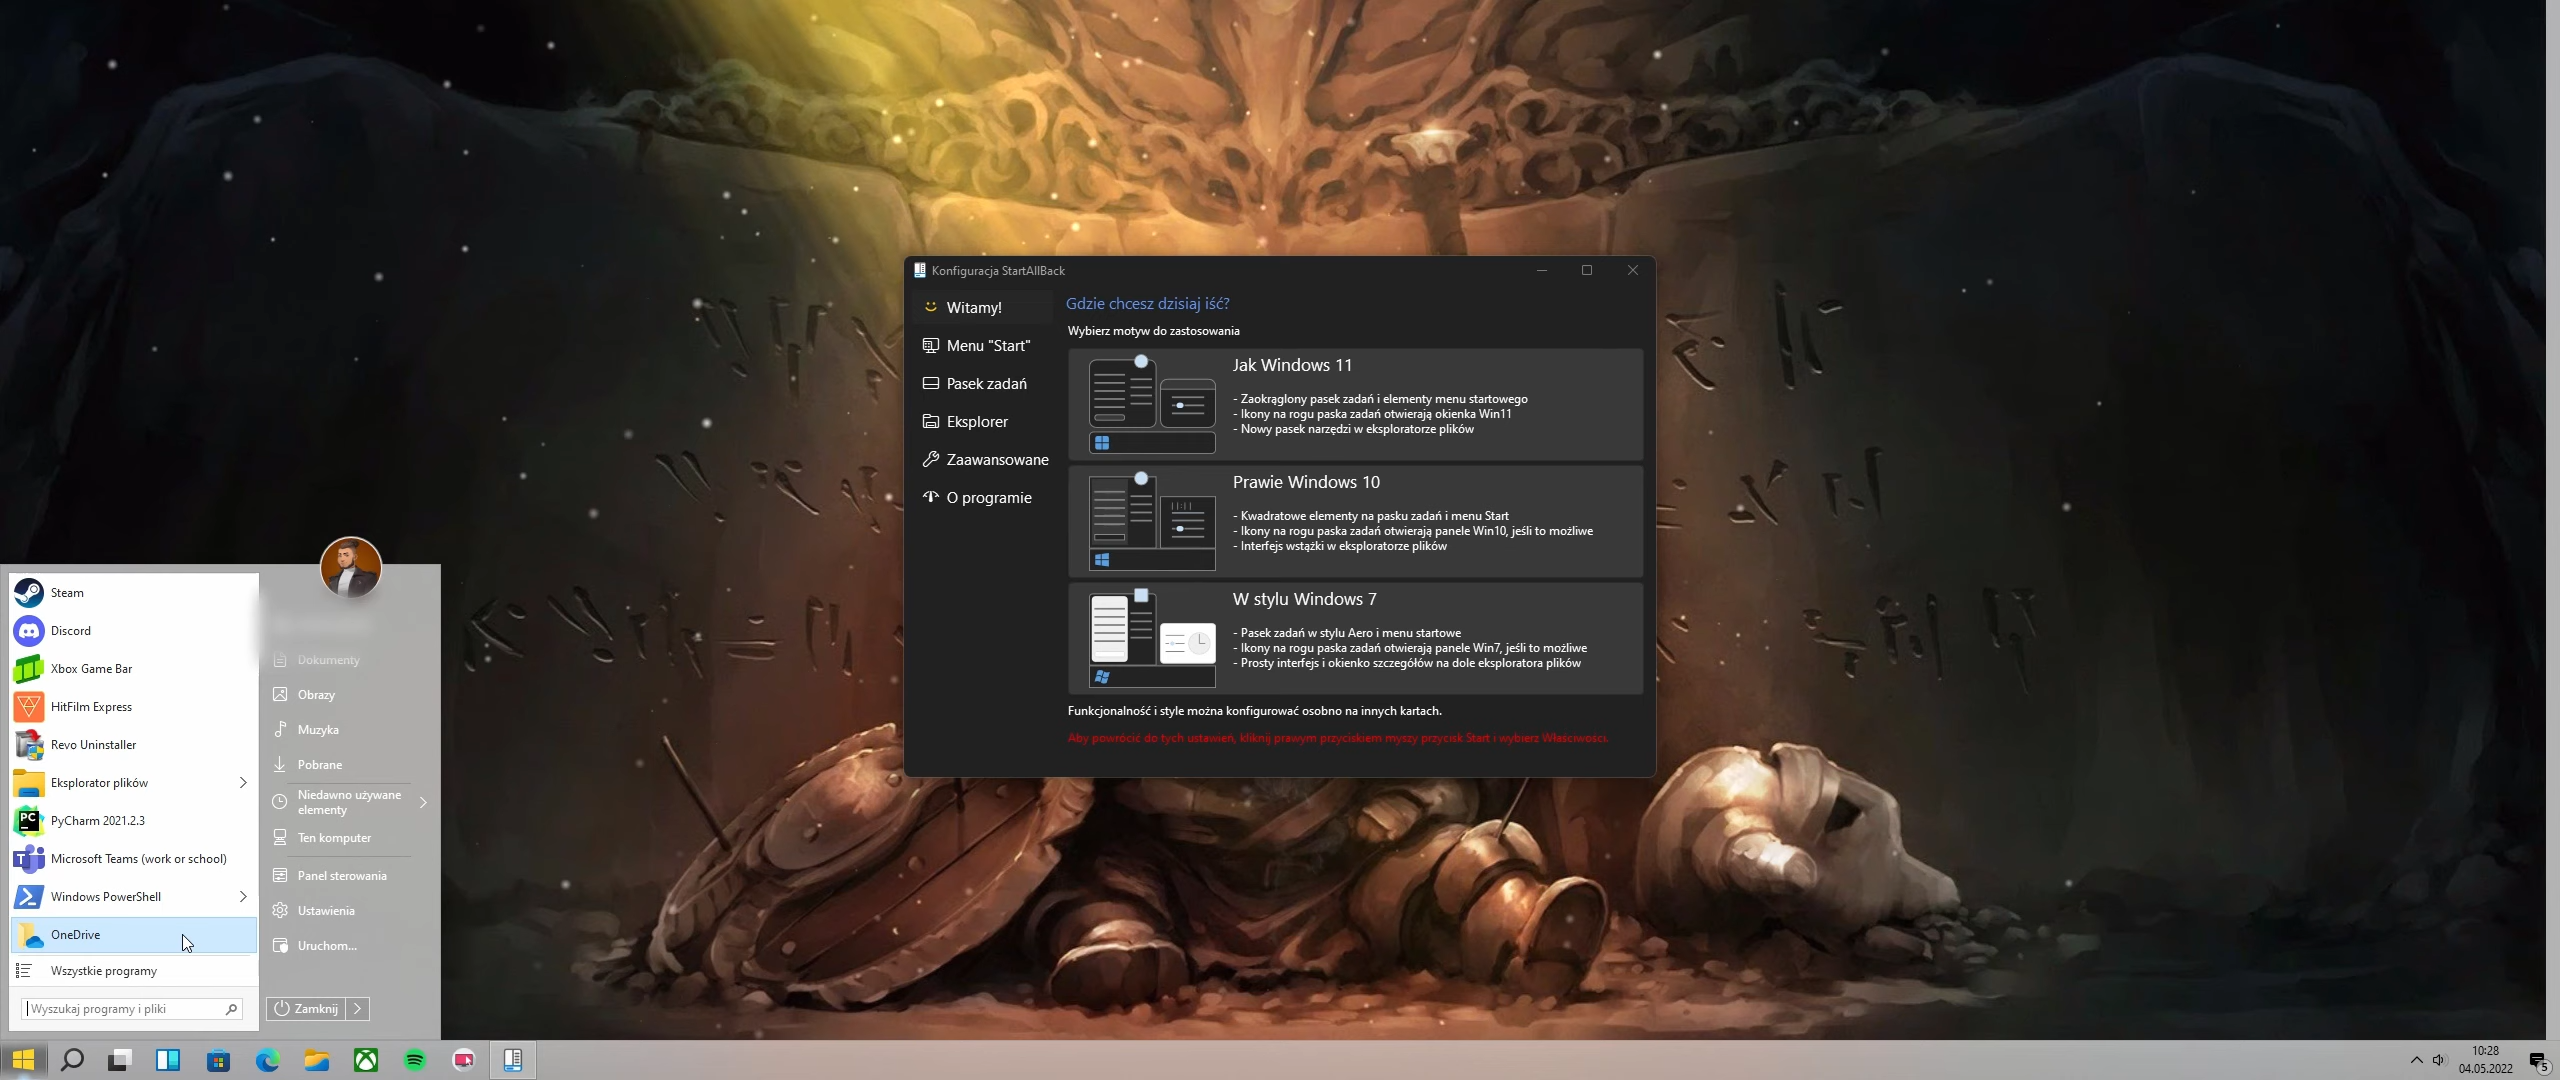 Konfiguracja StartAllBack
Witamy!
Menu "Start"
Pasek zadań
Eksplorer
Zaawansowane
O programie
Gdzie chcesz dzisiaj iść?
Wybierz motyw do zastosowania
Jak Windows 11
- Zaokrąglony pasek zadań i elementy menu startowego
- Ikony na rogu paska zadań otwierają okienka Win11
- Nowy pasek narzędzi w eksploratorze plików
Prawie Windows 10
- Kwadratowe elementy na pasku zadań i menu Start
- Ikony na rogu paska zadań otwierają panele Win10, jeśli to możliwe
- Interfejs wstążki w eksploratorze plików
W stylu Windows 7
- Pasek zadań w stylu Aero i menu startowe
- Ikony na rogu paska zadań otwierają panele Win7, jeśli to możliwe
- Prosty interfejs i okienko szczegółów na dole eksploratora plików
Funkcjonalność i style można konfigurować osobno na innych kartach.
Aby powrócić do tych ustawień, kliknij prawym przyciskiem myszy przycisk Start i wybierz Właściwości.
Steam
Discord
Xbox Game Bar
HitFilm Express
Revo Uninstaller
Eksplorator plików
PyCharm 2021.2.3
Microsoft Teams (work or school)
Windows PowerShell
OneDrive
Wszystkie programy
Wyszukaj programy i pliki
Dokumenty
Obrazy
Muzyka
Pobrane
Niedawno używane
elementy
Ten komputer
Panel sterowania
Ustawienia
Uruchom...
Zamknij
10:28
04.05.2022
5